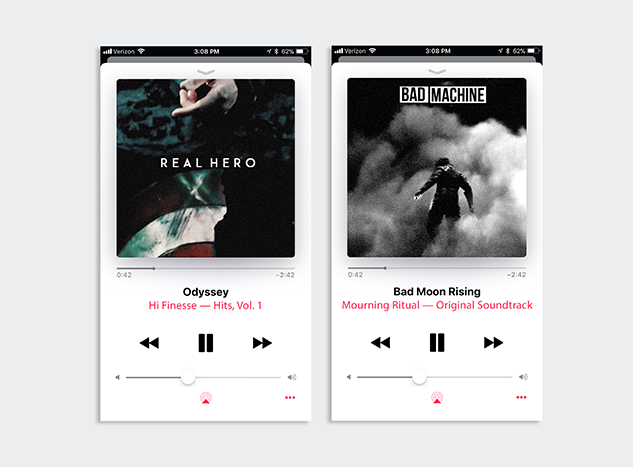 Verizon 3:08 PM 62%
REAL HERO
0:42 −2:42
Odyssey
Hi Finesse — Hits, Vol. 1
Verizon 3:08 PM 62%
BAD MACHINE
0:42 −2:42
Bad Moon Rising
Mourning Ritual — Original Soundtrack